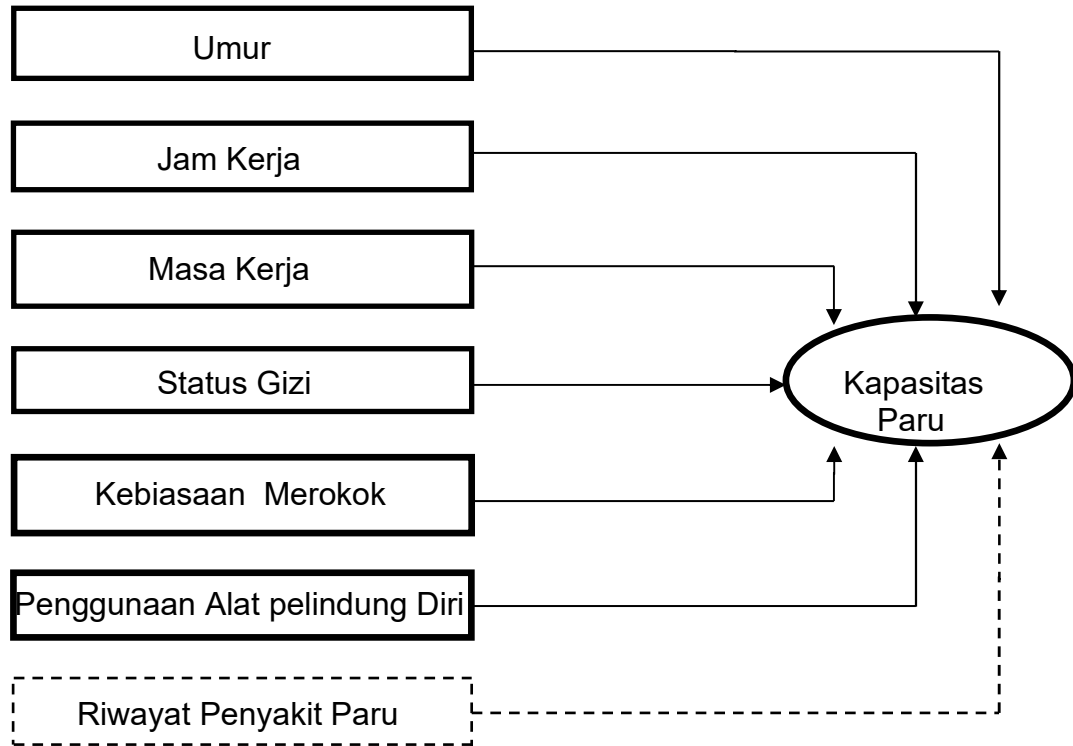 Umur
Jam Kerja
Masa Kerja
Status Gizi
Kapasitas
Paru
Kebiasaan Merokok
Penggunaan Alat pelindung Diri
Riwayat Penyakit Paru